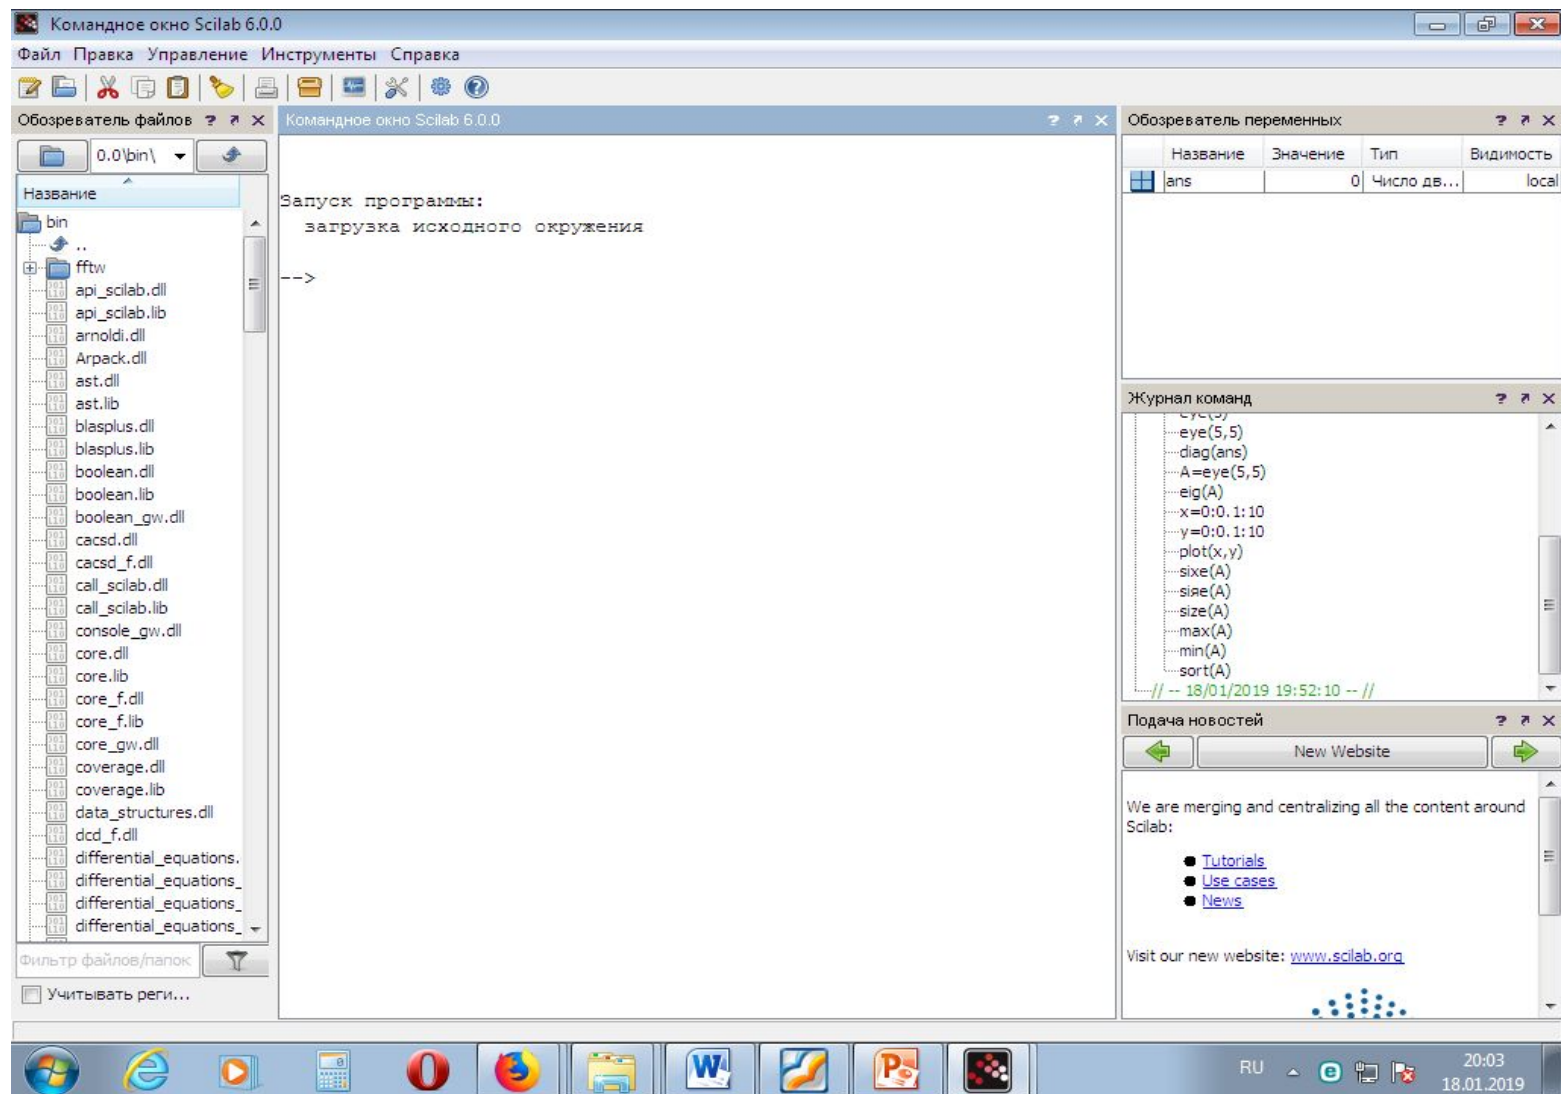 Командное окно Scilab 6.0.0
Файл Правка Управление Инструменты Справка
Обозреватель файлов
0.0\bin\
Название
bin
..
fftw
api_scilab.dll
api_scilab.lib
arnoldi.dll
Arpack.dll
ast.dll
ast.lib
blasplus.dll
blasplus.lib
boolean.dll
boolean.lib
boolean_gw.dll
cacsd.dll
cacsd_f.dll
call_scilab.dll
call_scilab.lib
console_gw.dll
core.dll
core.lib
core_f.dll
core_f.lib
core_gw.dll
coverage.dll
coverage.lib
data_structures.dll
dcd_f.dll
differential_equations.
differential_equations_
differential_equations_
differential_equations_
Фильтр файлов/папок
Учитывать реги...
Командное окно Scilab 6.0.0
Запуск программы:
загрузка исходного окружения
-->
Обозреватель переменных
Название Значение Тип Видимость
ans 0 Число дв... local
Журнал команд
eye(5,5)
diag(ans)
A=eye(5,5)
eig(A)
x=0:0.1:10
y=0:0.1:10
plot(x,y)
sixe(A)
siяe(A)
size(A)
max(A)
min(A)
sort(A)
// -- 18/01/2019 19:52:10 -- //
Подача новостей
New Website
We are merging and centralizing all the content around
Scilab:
Tutorials
Use cases
News
Visit our new website: www.scilab.org
RU
20:03
18.01.2019